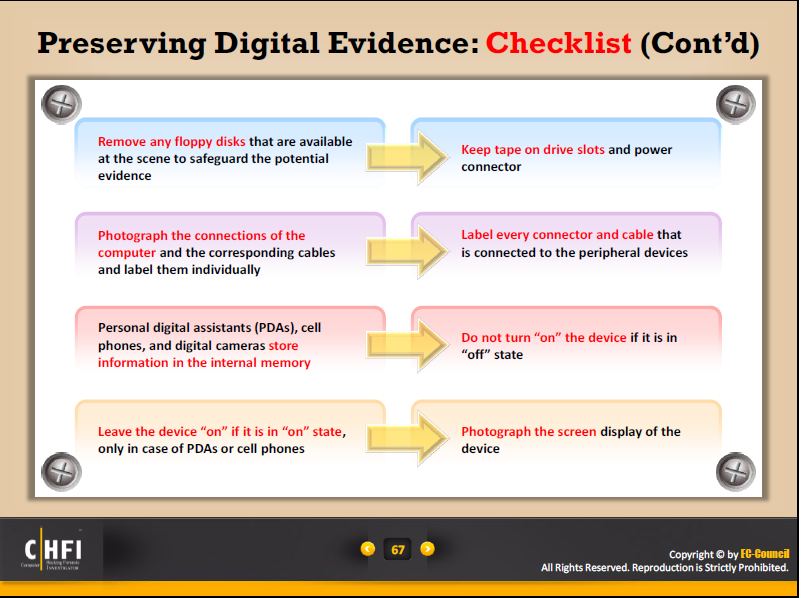 Preserving Digital Evidence: Checklist (Cont’d)
Remove any floppy disks that are available
at the scene to safeguard the potential
evidence
Keep tape on drive slots and power
connector
Photograph the connections of the
computer and the corresponding cables
and label them individually
Label every connector and cable that
is connected to the peripheral devices
Personal digital assistants (PDAs), cell
phones, and digital cameras store
information in the internal memory
Do not turn “on” the device if it is in
“off” state
Leave the device “on” if it is in “on” state,
only in case of PDAs or cell phones
Photograph the screen display of the
device
CHFI
Computer Hacking Forensic
INVESTIGATOR
67
Copyright © by EC-Council
All Rights Reserved. Reproduction is Strictly Prohibited.